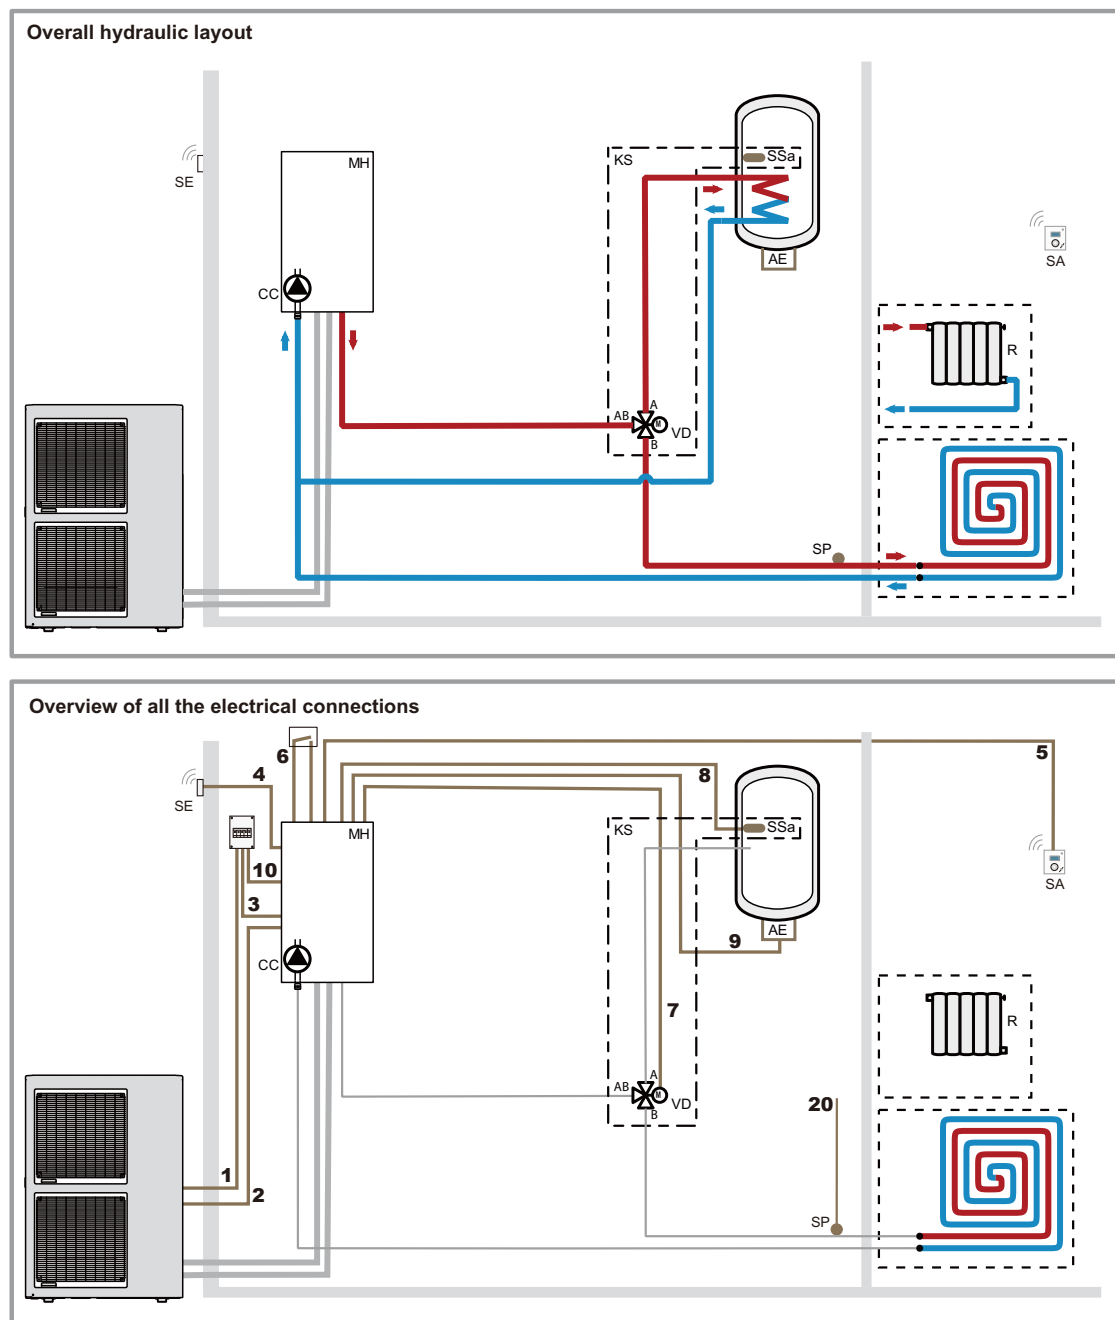 Overall hydraulic layout
MH
KS
SSa
SE
SA
AE
CC
R
A
AB
M
VD
B
SP
Overview of all the electrical connections
6
5
4
8
SE
MH
KS
SSa
10
SA
3
AE
9
CC
7
R
A
AB
M
VD
B
20
1
2
SP